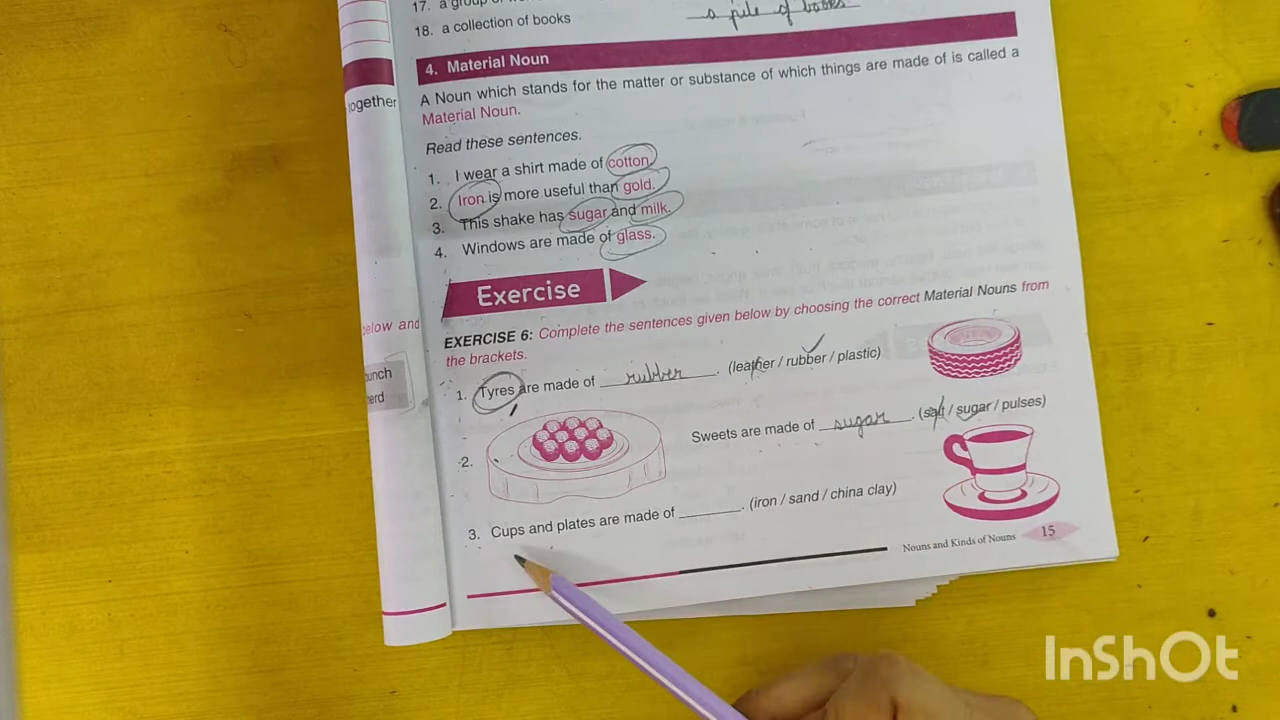 17. a group of
18. a collection of books
a pile of books
4. Material Noun
A Noun which stands for the matter or substance of which things are made of is called a
Material Noun.
Read these sentences.
1. I wear a shirt made of cotton.
2. Iron is more useful than gold.
3. This shake has sugar and milk.
4. Windows are made of glass.
Exercise
EXERCISE 6: Complete the sentences given below by choosing the correct Material Nouns from
the brackets.
1. Tyres are made of rubber. (leather / rubber / plastic)
2. Sweets are made of sugar. (salt / sugar / pulses)
3. Cups and plates are made of ________. (iron / sand / china clay)
Nouns and Kinds of Nouns 15
together
below and
InShOt